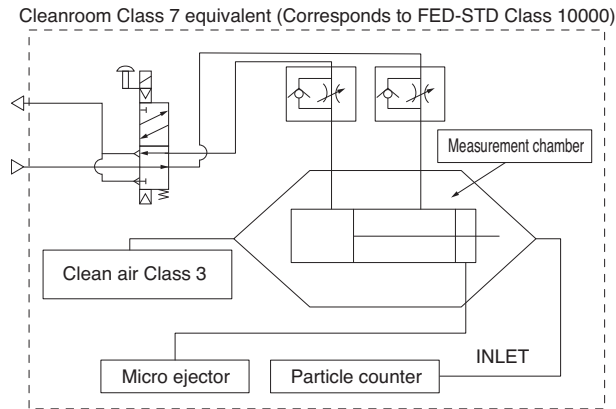 Cleanroom Class 7 equivalent (Corresponds to FED-STD Class 10000)
Measurement chamber
Clean air Class 3
INLET
Micro ejector
Particle counter